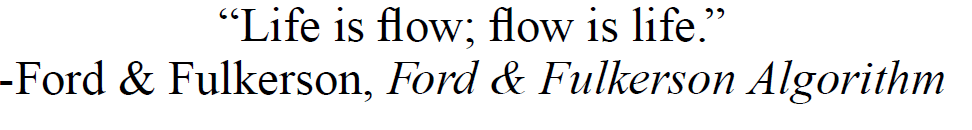 “Life is flow; flow is life.”
-Ford & Fulkerson, Ford & Fulkerson Algorithm